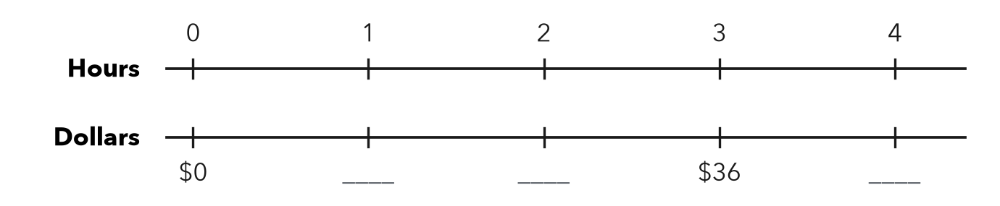 0 1 2 3 4
Hours
Dollars
$0 ____ ____ $36 ____